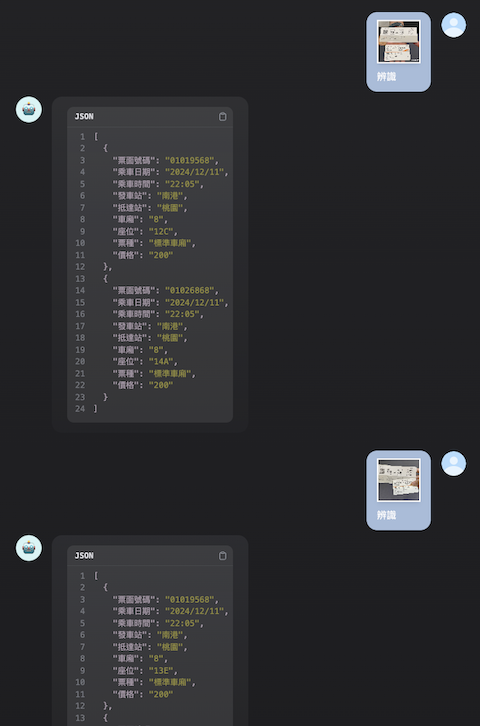 辨識
JSON
1 [
2 {
3 "票面號碼": "01019568",
4 "乘車日期": "2024/12/11",
5 "乘車時間": "22:05",
6 "發車站": "南港",
7 "抵達站": "桃園",
8 "車廂": "8",
9 "座位": "12C",
10 "票種": "標準車廂",
11 "價格": "200"
12 },
13 {
14 "票面號碼": "01026868",
15 "乘車日期": "2024/12/11",
16 "乘車時間": "22:05",
17 "發車站": "南港",
18 "抵達站": "桃園",
19 "車廂": "8",
20 "座位": "14A",
21 "票種": "標準車廂",
22 "價格": "200"
23 }
24 ]
辨識
JSON
1 [
2 {
3 "票面號碼": "01019568",
4 "乘車日期": "2024/12/11",
5 "乘車時間": "22:05",
6 "發車站": "南港",
7 "抵達站": "桃園",
8 "車廂": "8",
9 "座位": "13E",
10 "票種": "標準車廂",
11 "價格": "200"
12 },
13 {